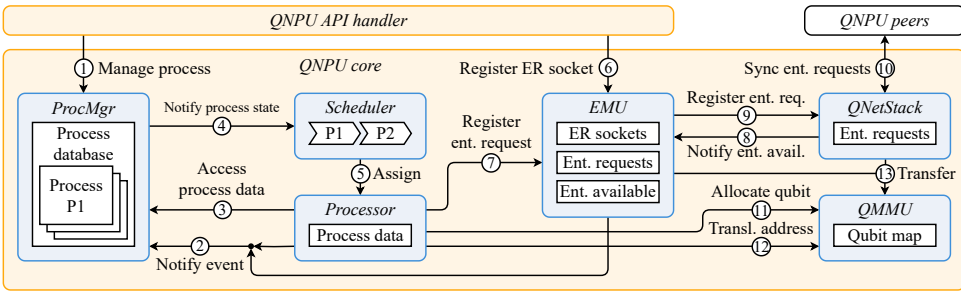 QNPU API handler
QNPU peers
QNPU core
1
Manage process
Register ER socket
6
Sync ent. requests
10
ProcMgr
Process
database
Process
P1
Notify process state
4
Scheduler
P1
P2
5
Assign
Register
ent. request
7
EMU
ER sockets
Ent. requests
Ent. available
Register ent. req.
9
8
Notify ent. avail.
QNetStack
Ent. requests
13
Transfer
Access
process data
3
Processor
Process data
2
Notify event
Allocate qubit
11
Transl. address
12
QMMU
Qubit map